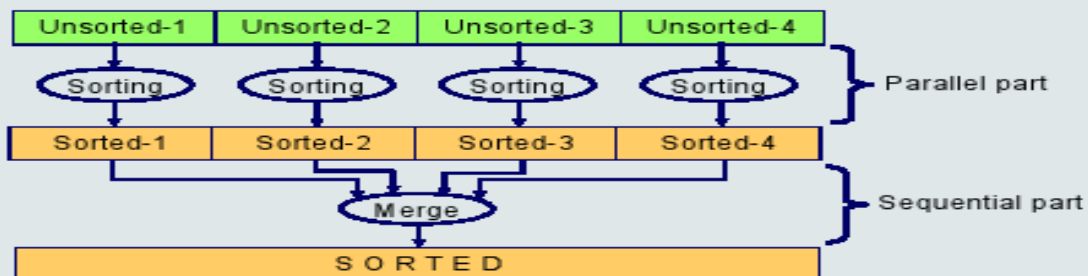 Unsorted-1 Unsorted-2 Unsorted-3 Unsorted-4
Sorting Sorting Sorting Sorting
Parallel part
Sorted-1 Sorted-2 Sorted-3 Sorted-4
Merge
Sequential part
SORTED